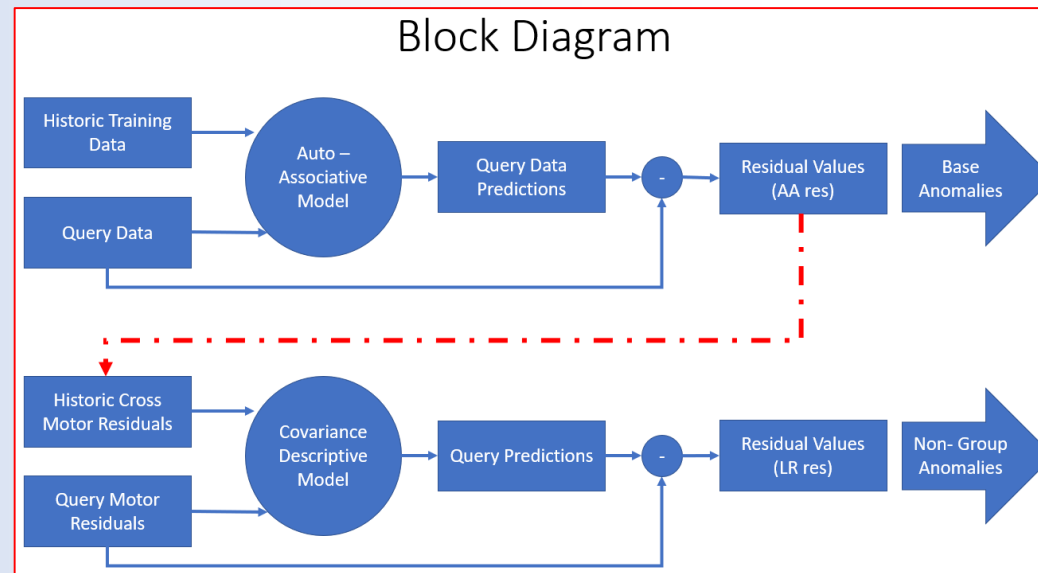 Block Diagram
Historic Training
Data
Auto –
Associative
Model
Query Data
Predictions
-
Residual Values
(AA res)
Base
Anomalies
Query Data
Historic Cross
Motor Residuals
Covariance
Descriptive
Model
Query Predictions
-
Residual Values
(LR res)
Non- Group
Anomalies
Query Motor
Residuals